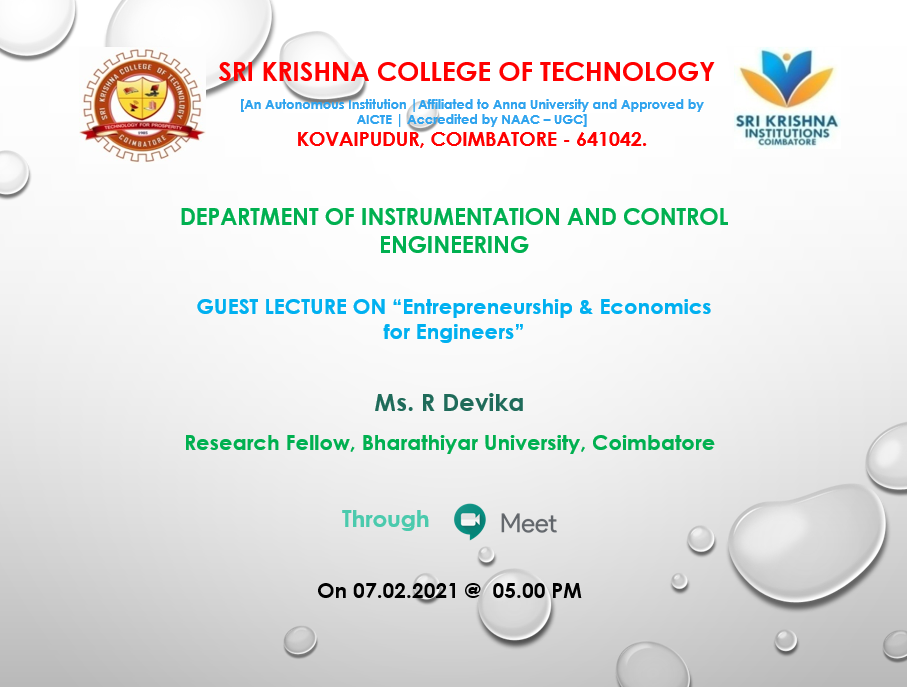 SRI KRISHNA COLLEGE OF TECHNOLOGY
[An Autonomous Institution | Affiliated to Anna University and Approved by
AICTE | Accredited by NAAC – UGC]
KOVAIPUDUR, COIMBATORE - 641042.
SRI KRISHNA COLLEGE OF TECHNOLOGY
TECHNOLOGY FOR PROSPERITY
COIMBATORE
SRI KRISHNA
INSTITUTIONS
COIMBATORE
DEPARTMENT OF INSTRUMENTATION AND CONTROL
ENGINEERING
GUEST LECTURE ON “Entrepreneurship & Economics
for Engineers”
Ms. R Devika
Research Fellow, Bharathiyar University, Coimbatore
Through Meet
On 07.02.2021 @ 05.00 PM